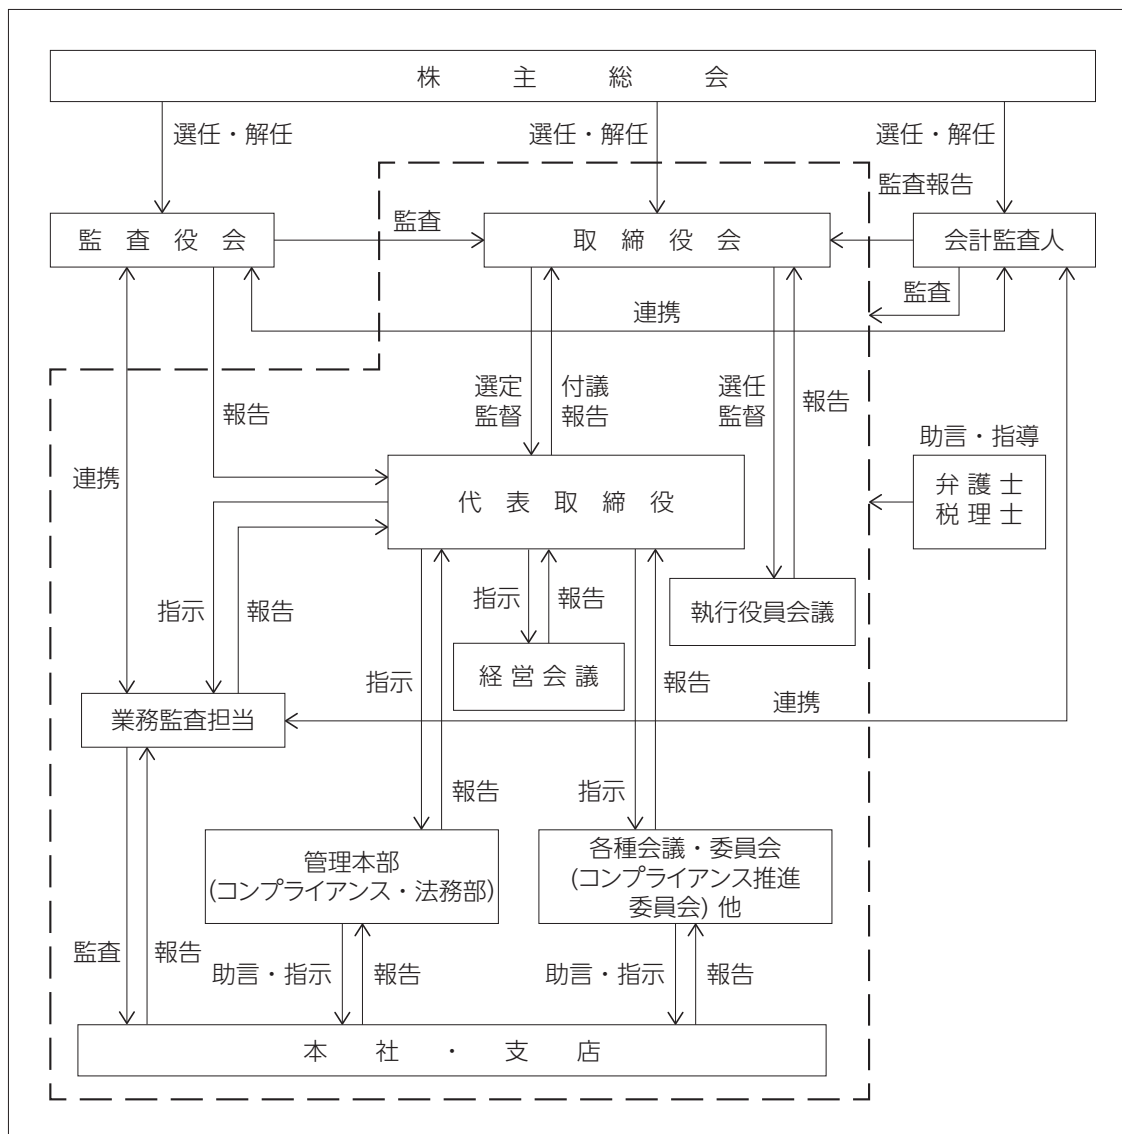 株主総会
選任・解任
選任・解任
選任・解任
監査報告
監査役会
監査
取締役会
会計監査人
監査
連携
選定
監督
付議
報告
選任
監督
報告
報告
連携
助言・指導
弁護士
税理士
代表取締役
指示
報告
指示
報告
執行役員会議
経営会議
指示
報告
連携
業務監査担当
報告
指示
管理本部
(コンプライアンス・法務部)
各種会議・委員会
(コンプライアンス推進
委員会) 他
監査
報告
助言・指示
報告
助言・指示
報告
本社・支店